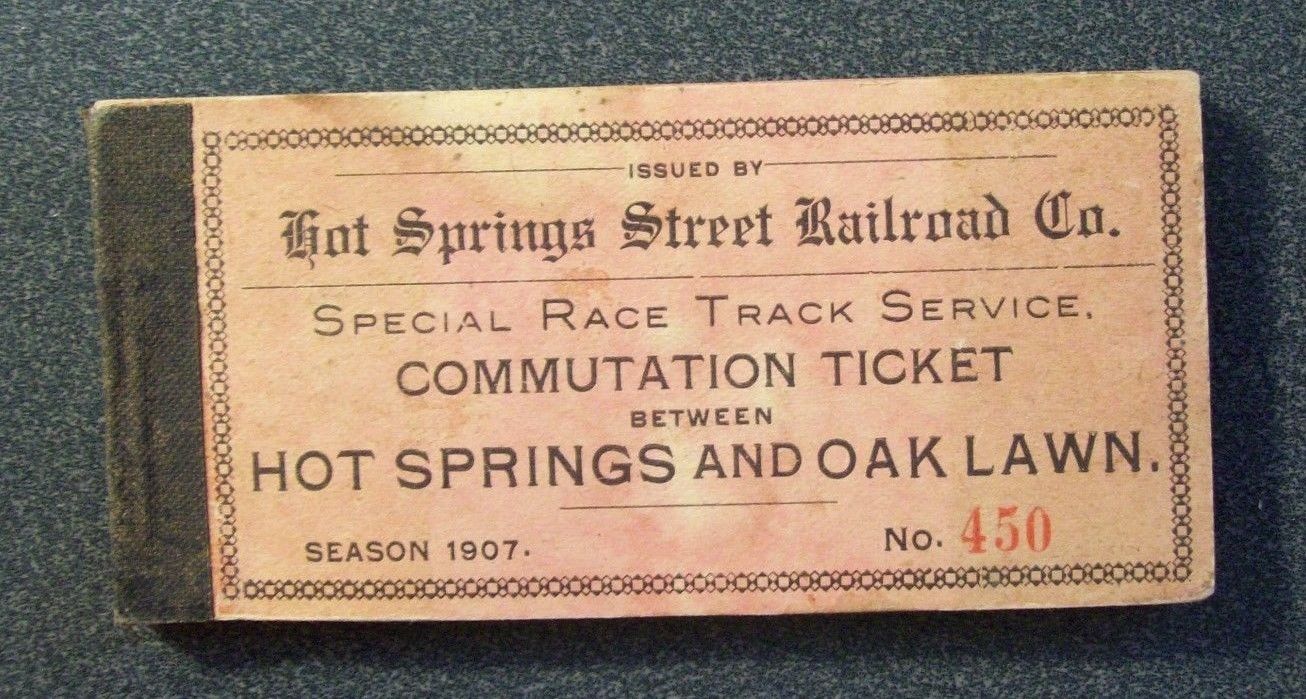 ISSUED BY
Hot Springs Street Railroad Co.
SPECIAL RACE TRACK SERVICE,
COMMUTATION TICKET
BETWEEN
HOT SPRINGS AND OAK LAWN.
SEASON 1907. No. 450